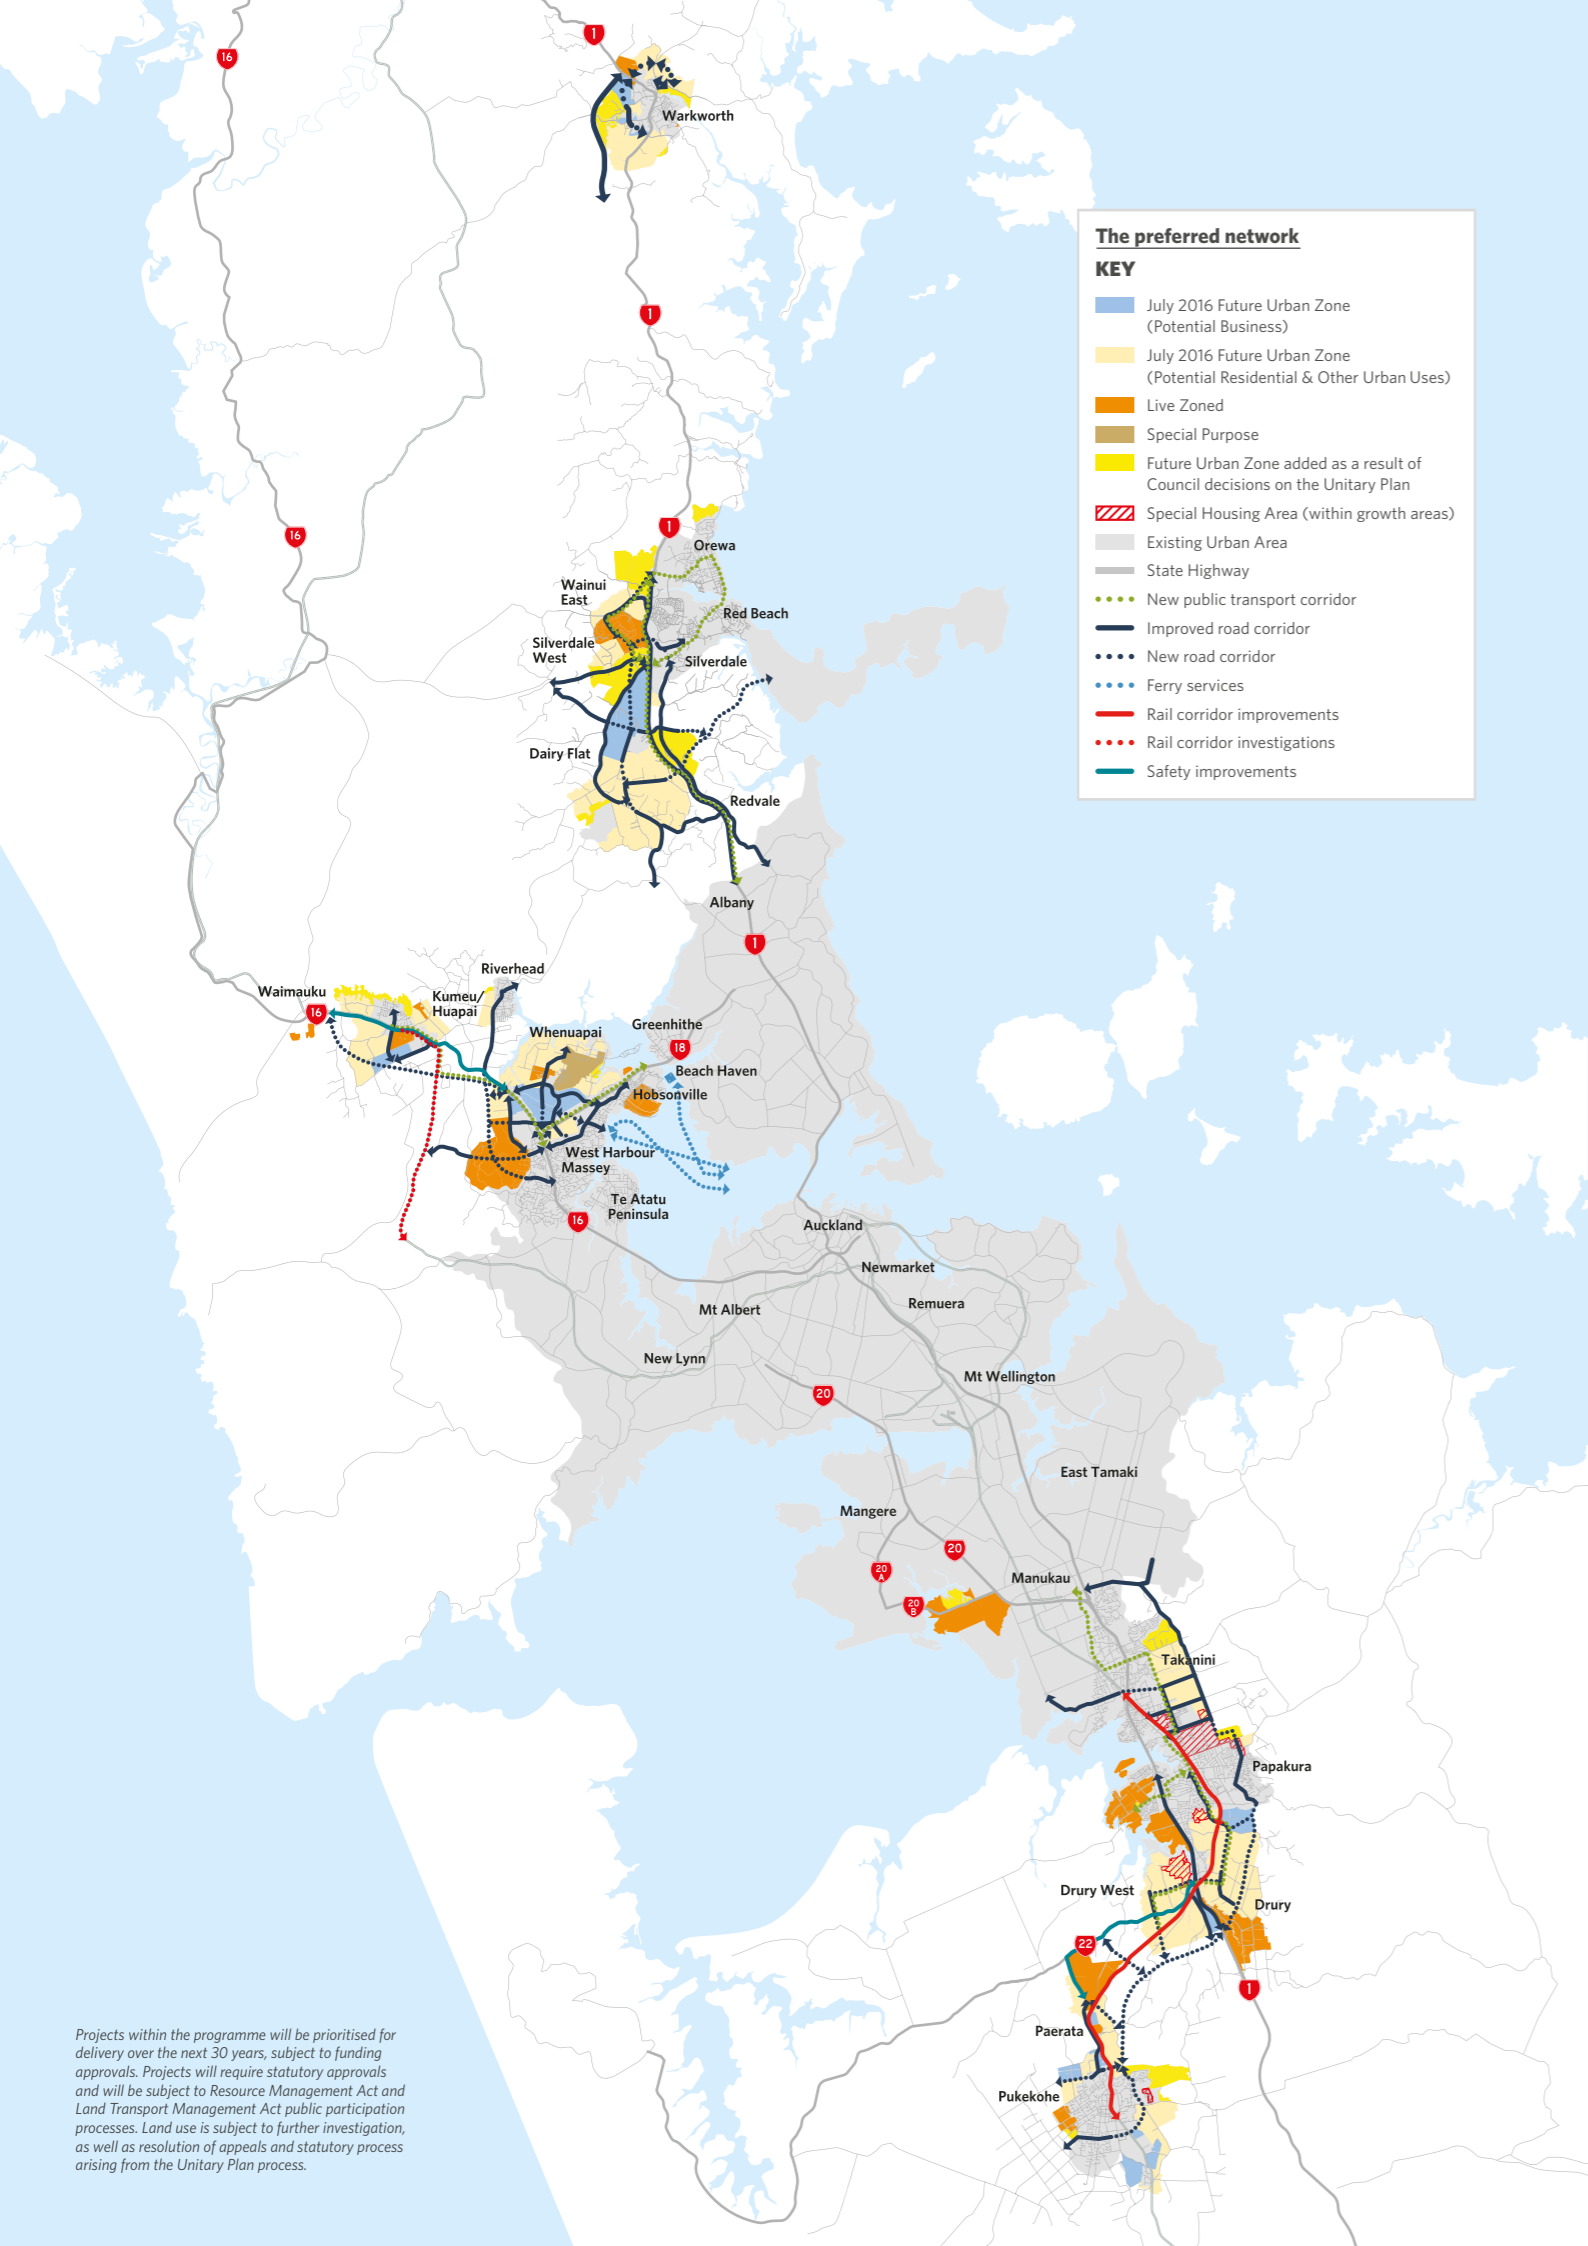 16
1
Warkworth
1
The preferred network
KEY
July 2016 Future Urban Zone
(Potential Business)
July 2016 Future Urban Zone
(Potential Residential & Other Urban Uses)
Live Zoned
Special Purpose
Future Urban Zone added as a result of
Council decisions on the Unitary Plan
Special Housing Area (within growth areas)
Existing Urban Area
State Highway
New public transport corridor
Improved road corridor
New road corridor
Ferry services
Rail corridor improvements
Rail corridor investigations
Safety improvements
16
1
Orewa
Wainui
East
Red Beach
Silverdale
West
Silverdale
Dairy Flat
Redvale
Albany
1
Riverhead
Waimauku
16
Kumeu/
Huapai
Whenuapai
Greenhithe
18
Beach Haven
Hobsonville
West Harbour
Massey
Te Atatu
Peninsula
16
Auckland
Newmarket
Remuera
Mt Albert
New Lynn
Mt Wellington
20
East Tamaki
Mangere
20
20
A
Manukau
20
B
Takanini
Papakura
Drury West
Drury
22
1
Paerata
Pukekohe
Projects within the programme will be prioritised for
delivery over the next 30 years, subject to funding
approvals. Projects will require statutory approvals
and will be subject to Resource Management Act and
Land Transport Management Act public participation
processes. Land use is subject to further investigation,
as well as resolution of appeals and statutory process
arising from the Unitary Plan process.